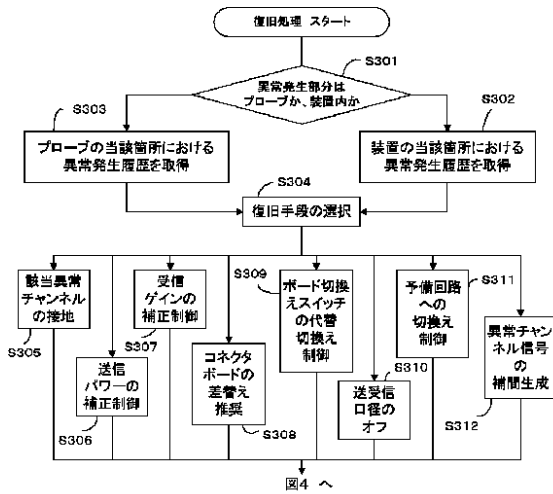 復旧処理 スタート
S301
異常発生部分は
プローブか、装置内か
S303
プローブの当該箇所における
異常発生履歴を取得
S302
装置の当該箇所における
異常発生履歴を取得
S304
復旧手段の選択
該当異常
チャンネル
の接地
S305
送信
パワーの
補正制御
S306
受信
ゲインの
補正制御
S307
コネクタ
ボードの
差替え
推奨
S308
S309
ボード切換
えスイッチ
の代替
切換え
制御
送受信
口径の
オフ
S310
予備回路
への
切換え
制御
S311
異常チャン
ネル信号
の
補間生成
S312
図4 へ